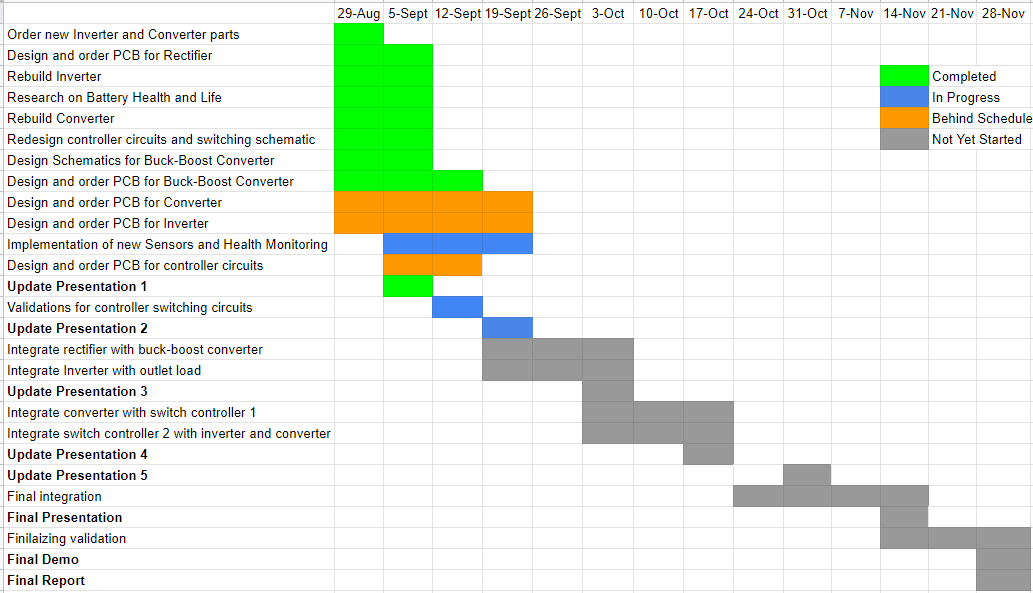 29-Aug 5-Sept 12-Sept 19-Sept 26-Sept 3-Oct 10-Oct 17-Oct 24-Oct 31-Oct 7-Nov 14-Nov 21-Nov 28-Nov
Order new Inverter and Converter parts
Design and order PCB for Rectifier
Rebuild Inverter Completed
Research on Battery Health and Life In Progress
Rebuild Converter Behind Schedule
Redesign controller circuits and switching schematic Not Yet Started
Design Schematics for Buck-Boost Converter
Design and order PCB for Buck-Boost Converter
Design and order PCB for Converter
Design and order PCB for Inverter
Implementation of new Sensors and Health Monitoring
Design and order PCB for controller circuits
Update Presentation 1
Validations for controller switching circuits
Update Presentation 2
Integrate rectifier with buck-boost converter
Integrate Inverter with outlet load
Update Presentation 3
Integrate converter with switch controller 1
Integrate switch controller 2 with inverter and converter
Update Presentation 4
Update Presentation 5
Final integration
Final Presentation
Finilaizing validation
Final Demo
Final Report